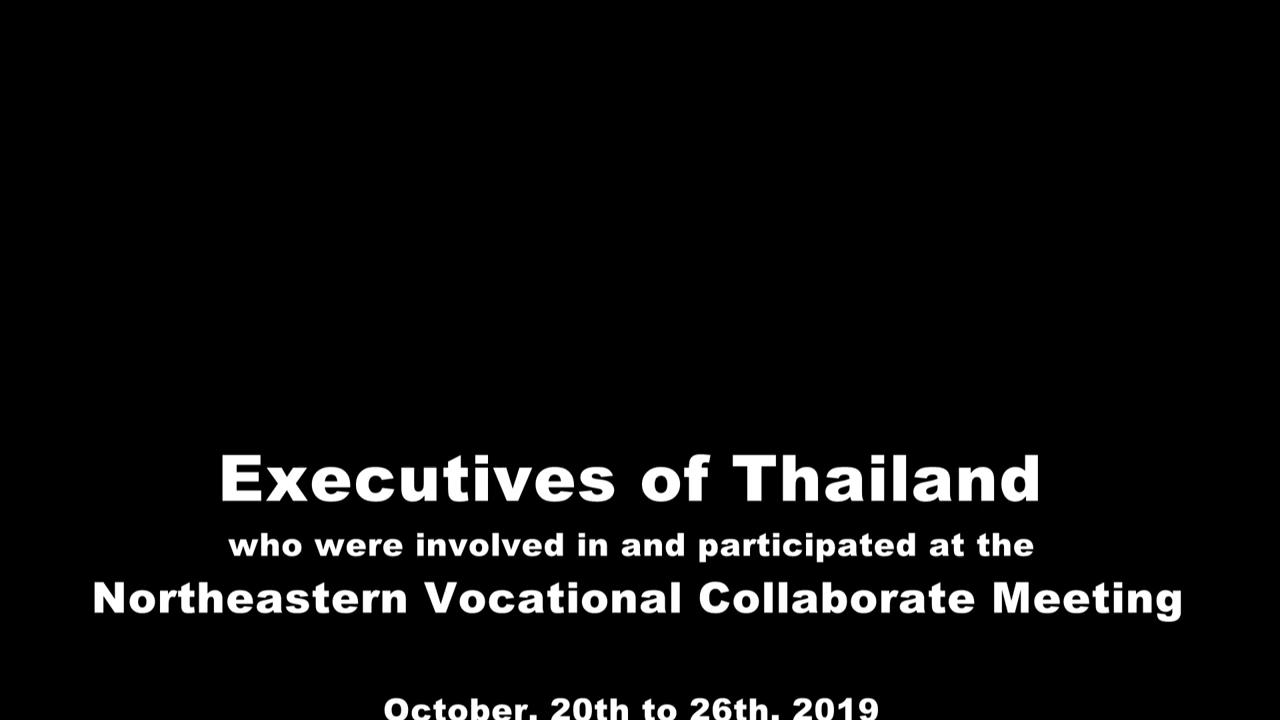 Executives of Thailand
who were involved in and participated at the
Northeastern Vocational Collaborate Meeting
October, 20th to 26th, 2019